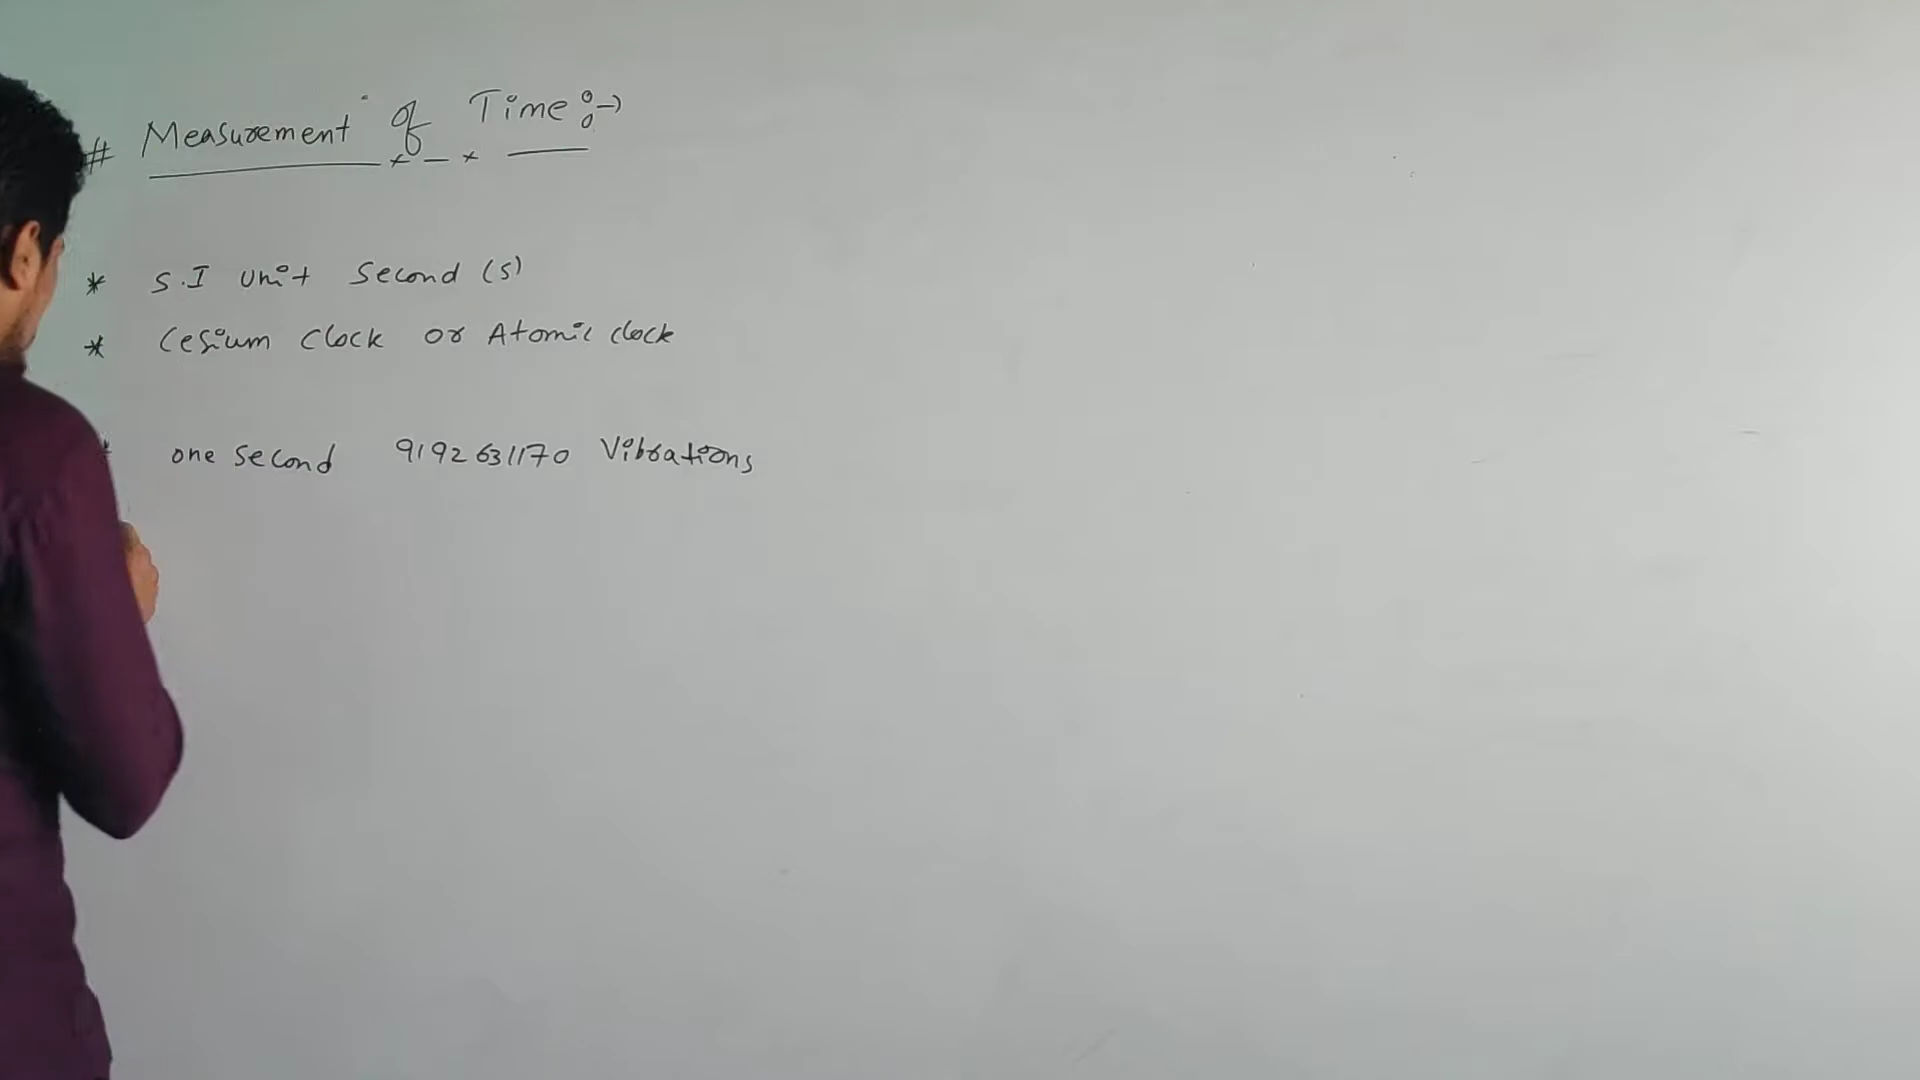 # Measurement of Time :-)
* S.I Unit Second (s)
* Cesium Clock or Atomic clock
* one second 9192631170 Vibrations